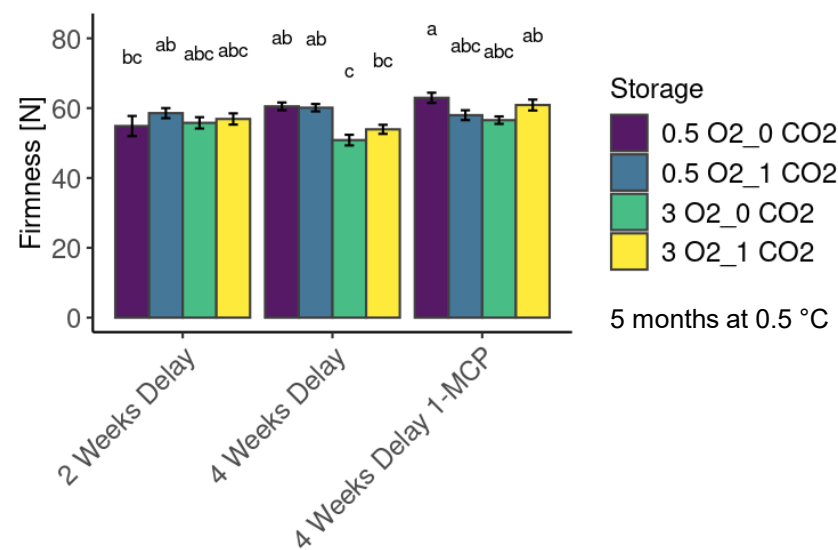 80
60
40
20
0
Firmness [N]
bc ab abc abc
ab ab c bc
a abc abc ab
2 Weeks Delay
4 Weeks Delay
4 Weeks Delay 1-MCP
Storage
0.5 O2_0 CO2
0.5 O2_1 CO2
3 O2_0 CO2
3 O2_1 CO2
5 months at 0.5 °C